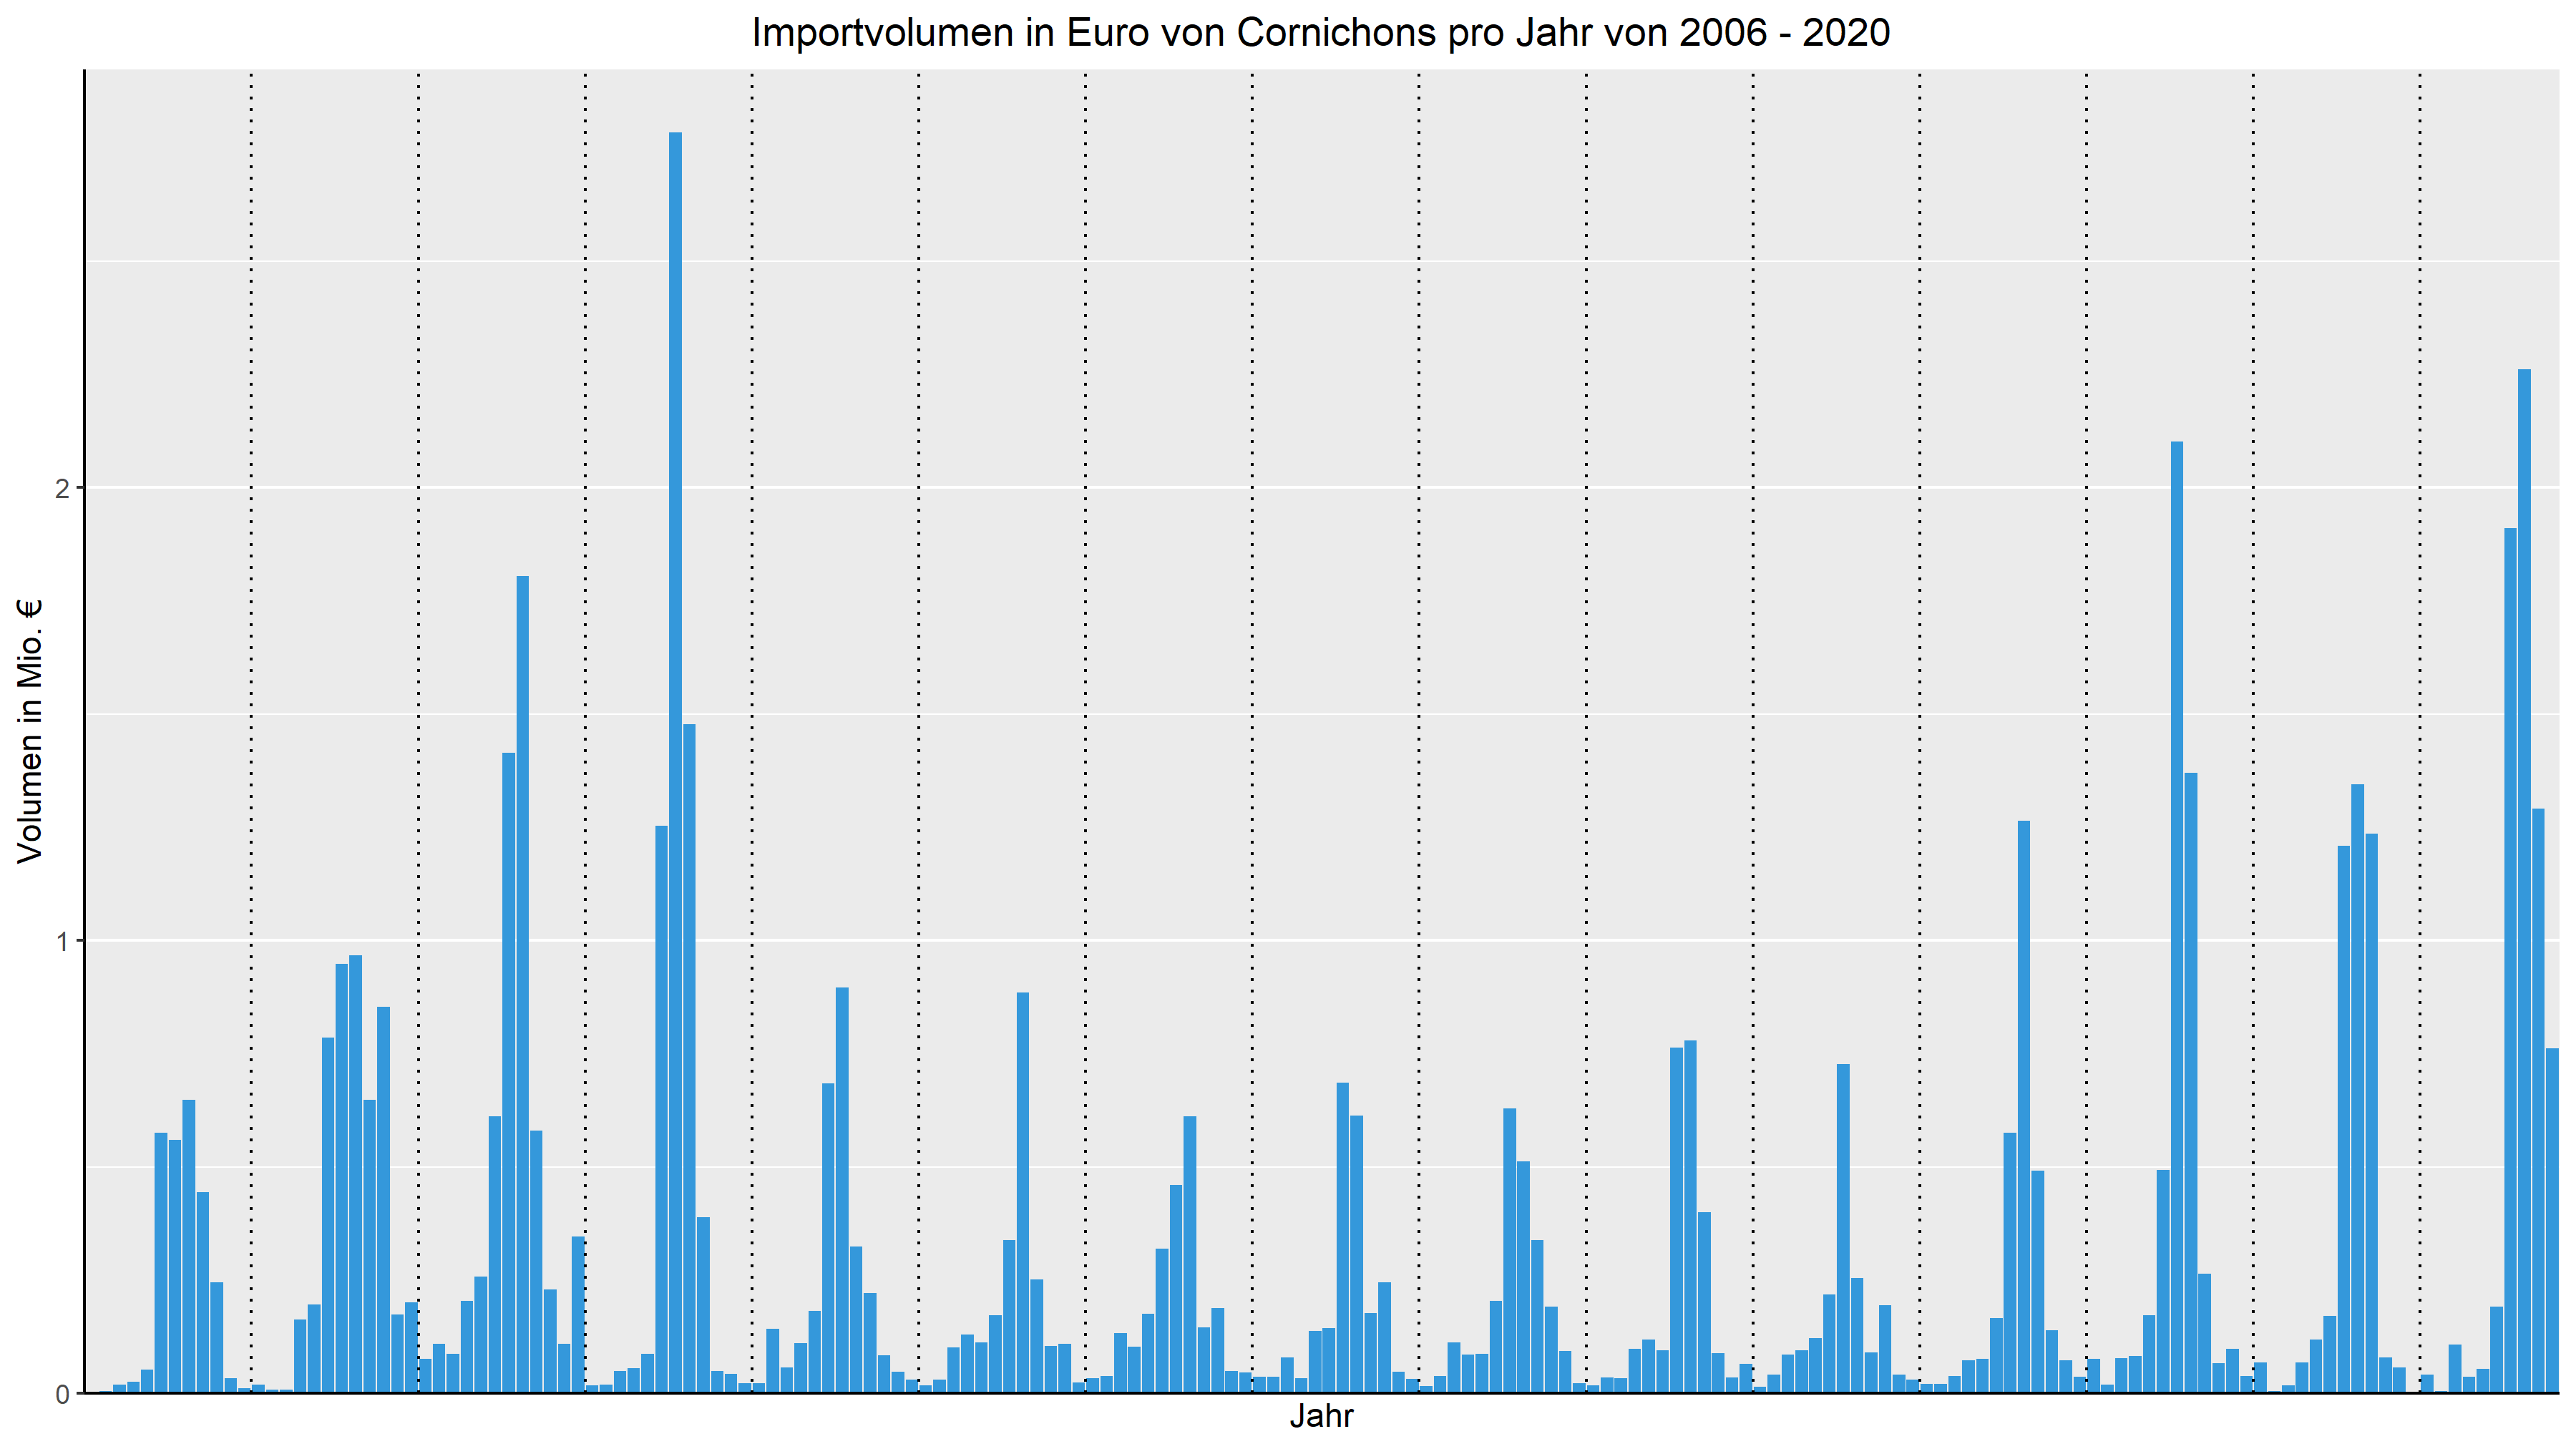 Importvolumen in Euro von Cornichons pro Jahr von 2006 - 2020
Volumen in Mio. €
2
1
0
Jahr